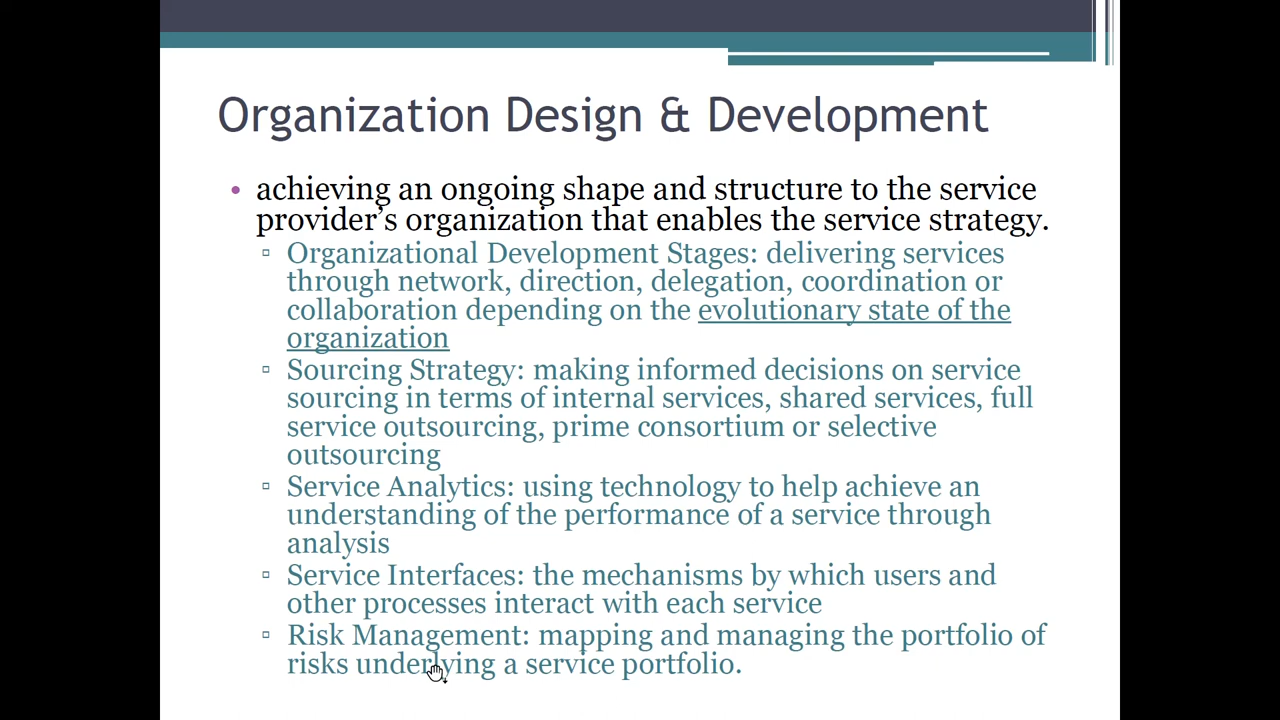 Organization Design & Development
• achieving an ongoing shape and structure to the service
provider's organization that enables the service strategy.
▫ Organizational Development Stages: delivering services
through network, direction, delegation, coordination or
collaboration depending on the evolutionary state of the
organization
▫ Sourcing Strategy: making informed decisions on service
sourcing in terms of internal services, shared services, full
service outsourcing, prime consortium or selective
outsourcing
▫ Service Analytics: using technology to help achieve an
understanding of the performance of a service through
analysis
▫ Service Interfaces: the mechanisms by which users and
other processes interact with each service
▫ Risk Management: mapping and managing the portfolio of
risks underlying a service portfolio.